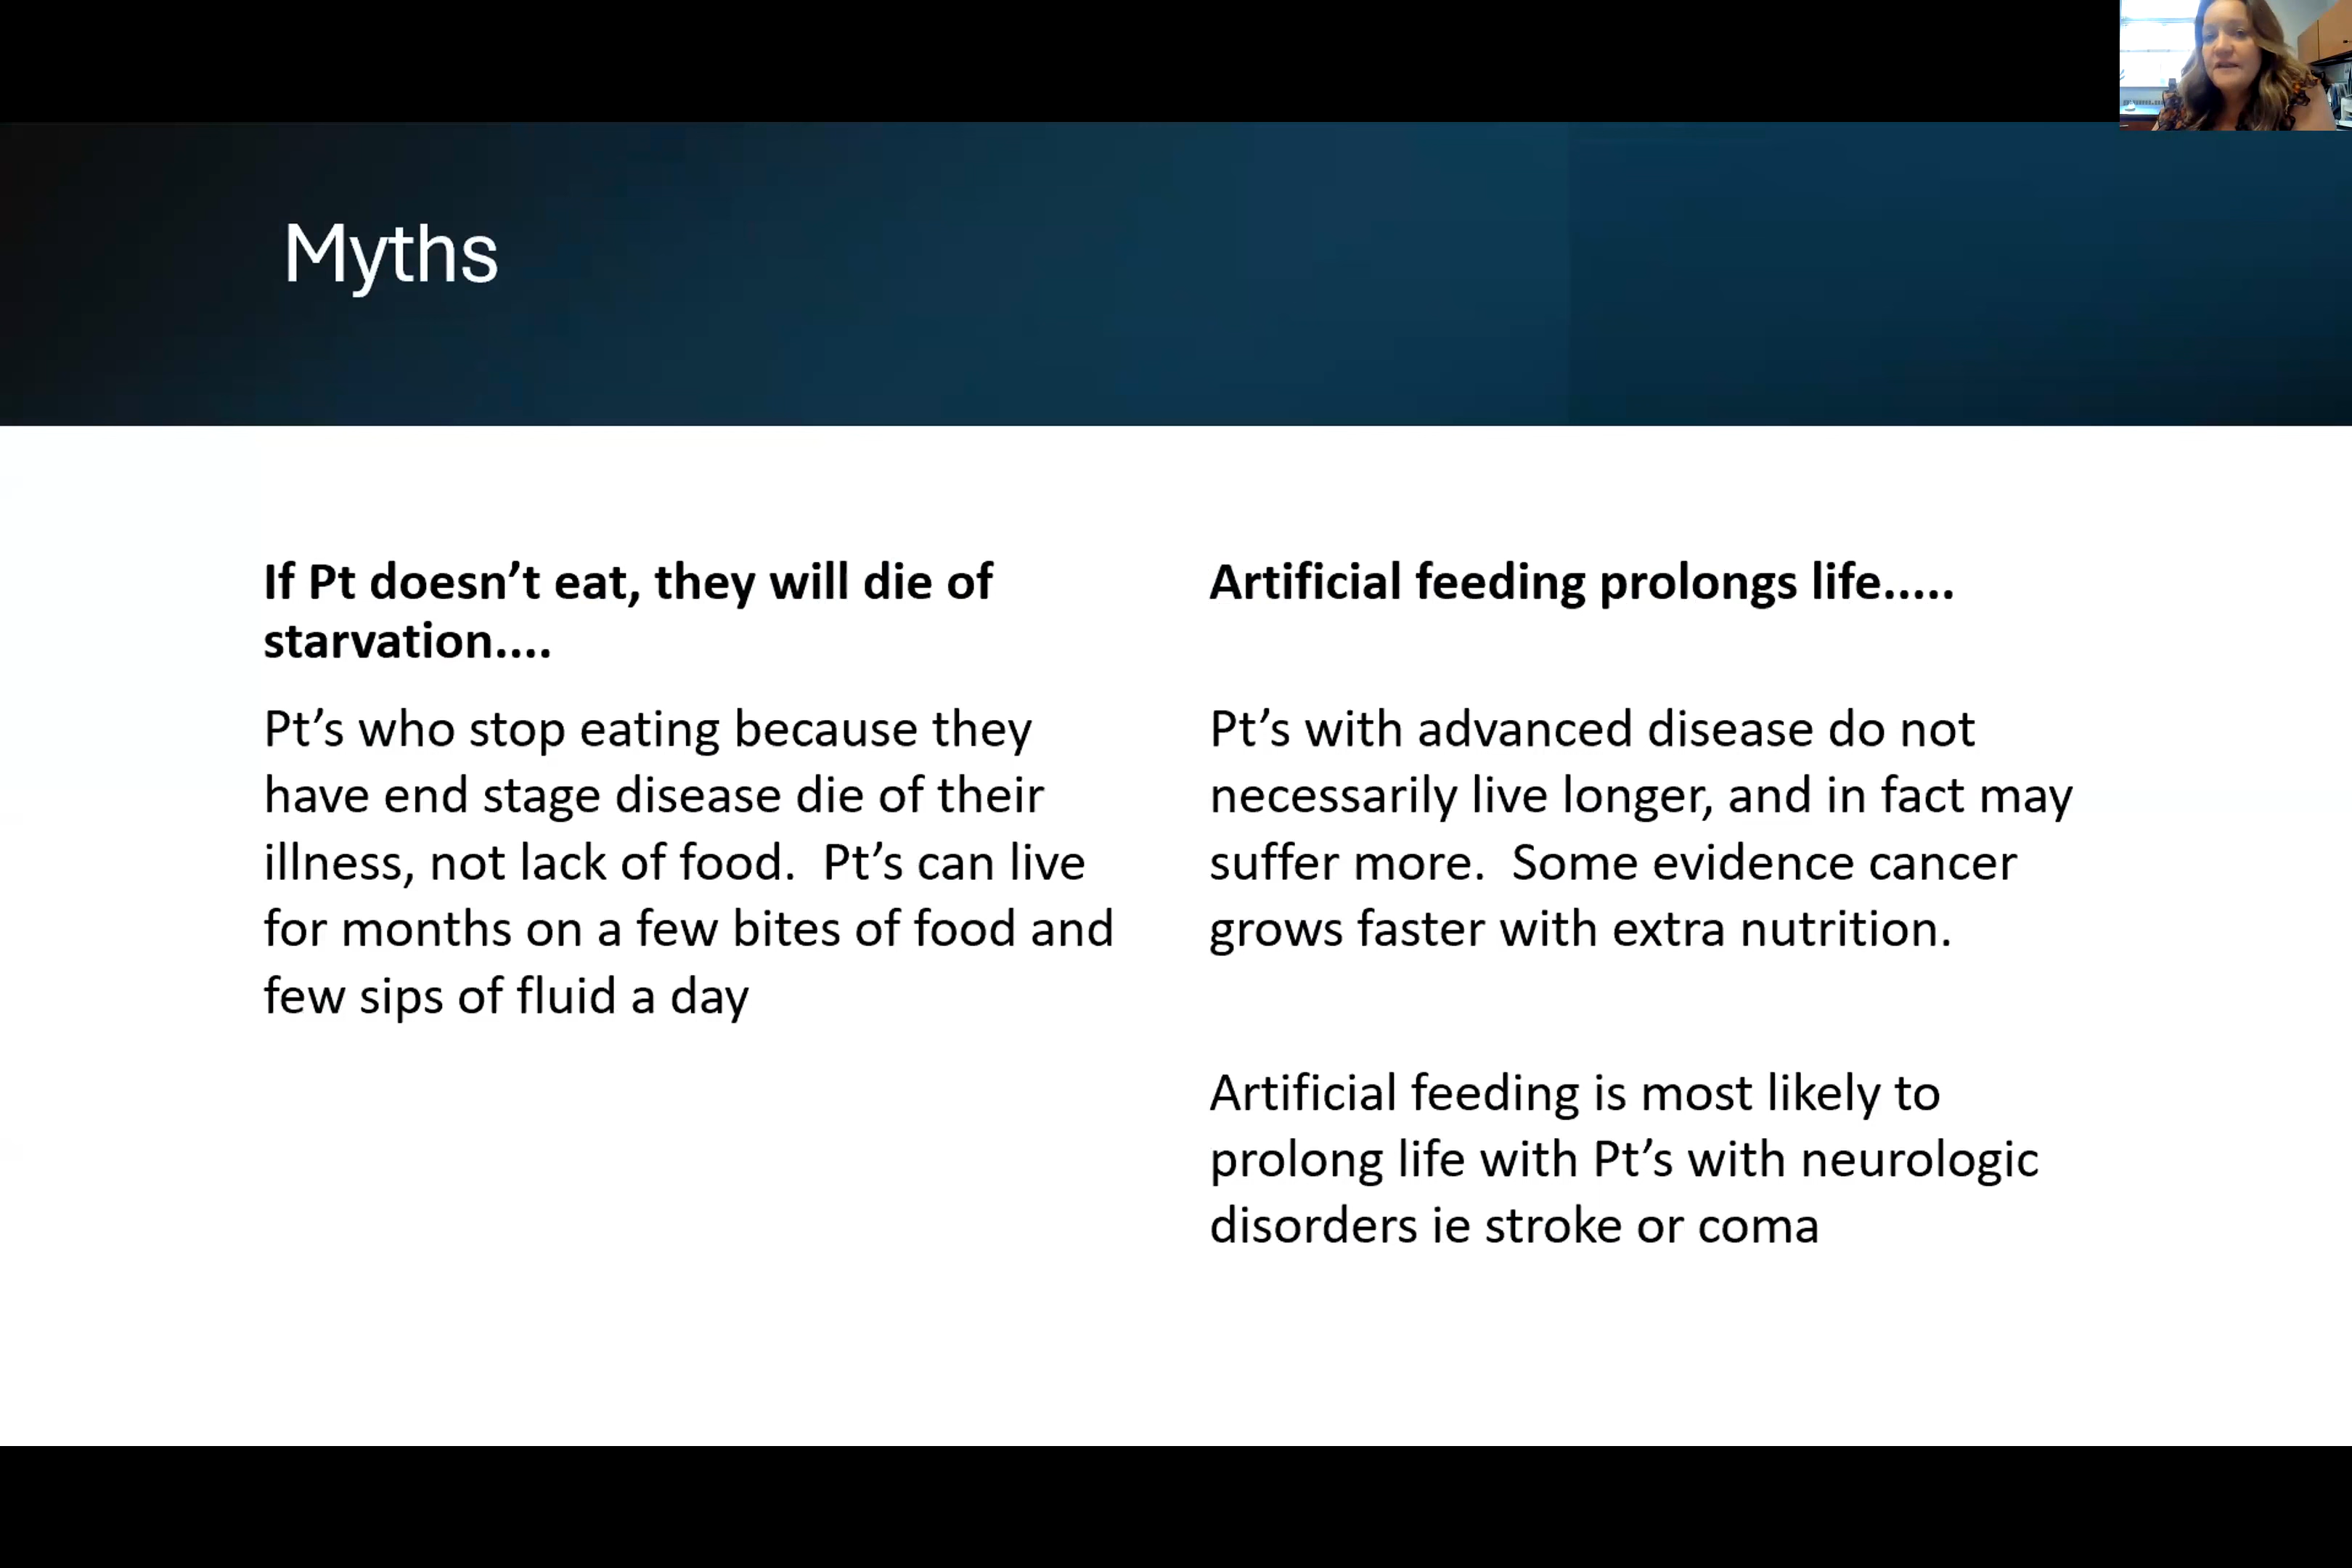 Myths
If Pt doesn’t eat, they will die of
starvation....
Pt’s who stop eating because they
have end stage disease die of their
illness, not lack of food.  Pt’s can live
for months on a few bites of food and
few sips of fluid a day
Artificial feeding prolongs life.....
Pt’s with advanced disease do not
necessarily live longer, and in fact may
suffer more.  Some evidence cancer
grows faster with extra nutrition.
Artificial feeding is most likely to
prolong life with Pt’s with neurologic
disorders ie stroke or coma